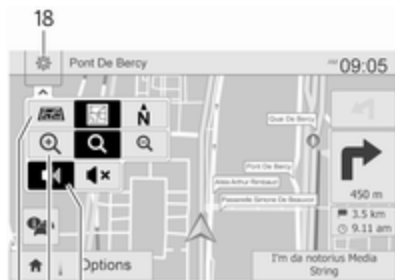 18
Pont De Bercy
AM 09:05
N
Quai De Bercy
Pont De Bercy
Allée Arthur Rimbaud
Passerelle Simone De Beauvoir
450 m
3.5 km
9.11 am
Options
I'm da notorius Media
String